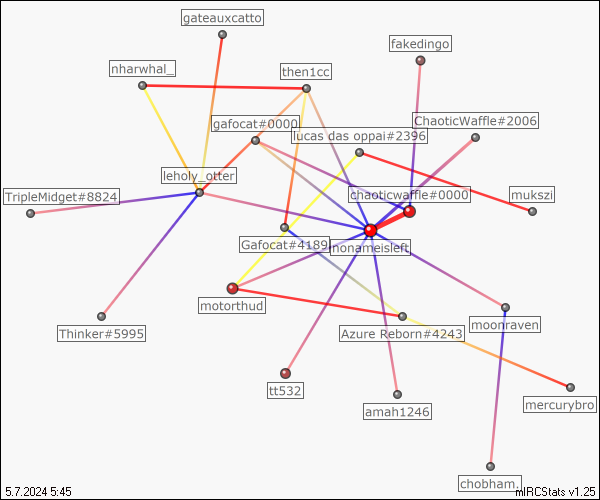 gateauxcatto
fakedingo
nharwhal_
then1cc
gafocat#0000
ChaoticWaffle#2006
lucas das oppai#2396
leholy_otter
TripleMidget#8824
chaoticwaffle#0000
mukszi
Gafocat#4189
nonameisleft
motorthud
Thinker#5995
Azure Reborn#4243
moonraven
tt532
amah1246
mercurybro
chobham.
5.7.2024 5:45
mIRCStats v1.25